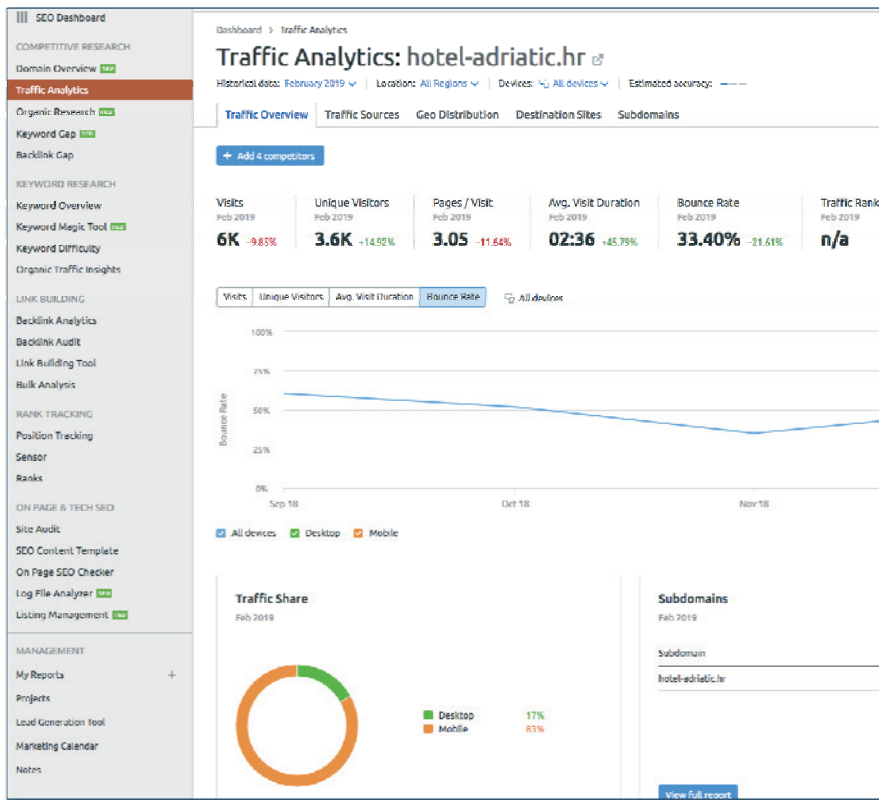 SEO Dashboard
COMPETITIVE RESEARCH
Domain Overview NEW
Traffic Analytics
Organic Research NEW
Keyword Gap NEW
Backlink Gap
KEYWORD RESEARCH
Keyword Overview
Keyword Magic Tool NEW
Keyword Difficulty
Organic Traffic Insights
LINK BUILDING
Backlink Analytics
Backlink Audit
Link Building Tool
Bulk Analysis
RANK TRACKING
Position Tracking
Sensor
Ranks
ON PAGE & TECH SEO
Site Audit
SEO Content Template
On Page SEO Checker
Log File Analyzer NEW
Listing Management NEW
MANAGEMENT
My Reports +
Projects
Lead Generation Tool
Marketing Calendar
Notes
Dashboard > Traffic Analytics
Traffic Analytics: hotel-adriatic.hr
Historical data: February 2019 Location: All Regions Devices: All devices Estimated accuracy:
Traffic Overview Traffic Sources Geo Distribution Destination Sites Subdomains
+ Add 4 competitors
Visits Unique Visitors Pages / Visit Avg. Visit Duration Bounce Rate Traffic Rank
Feb 2019 Feb 2019 Feb 2019 Feb 2019 Feb 2019 Feb 2019
6K -9.85% 3.6K +14.92% 3.05 -11.64% 02:36 +45.79% 33.40% -21.61% n/a
Visits Unique Visitors Avg. Visit Duration Bounce Rate All devices
100%
75%
50%
25%
0%
Bounce Rate
Sep 18 Oct 18 Nov 18
All devices Desktop Mobile
Traffic Share
Feb 2019
Desktop 17%
Mobile 83%
Subdomains
Feb 2019
Subdomain
hotel-adriatic.hr
View full report